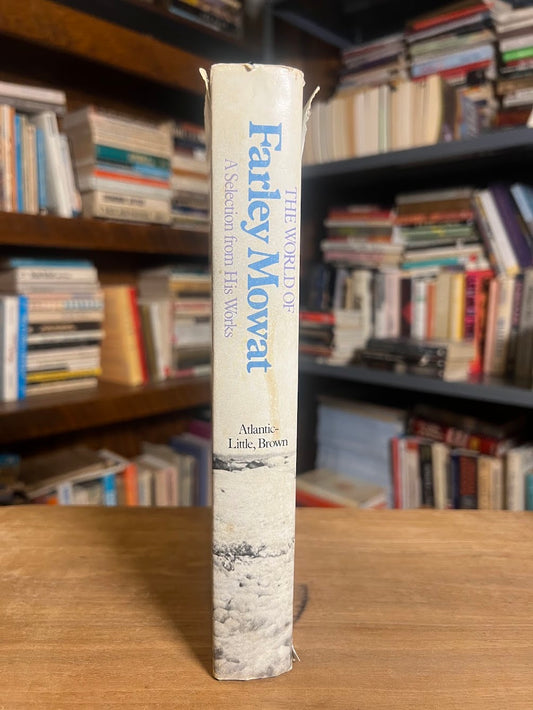 THE WORLD OF
Farley Mowat
A Selection from His Works
Atlantic-
Little, Brown